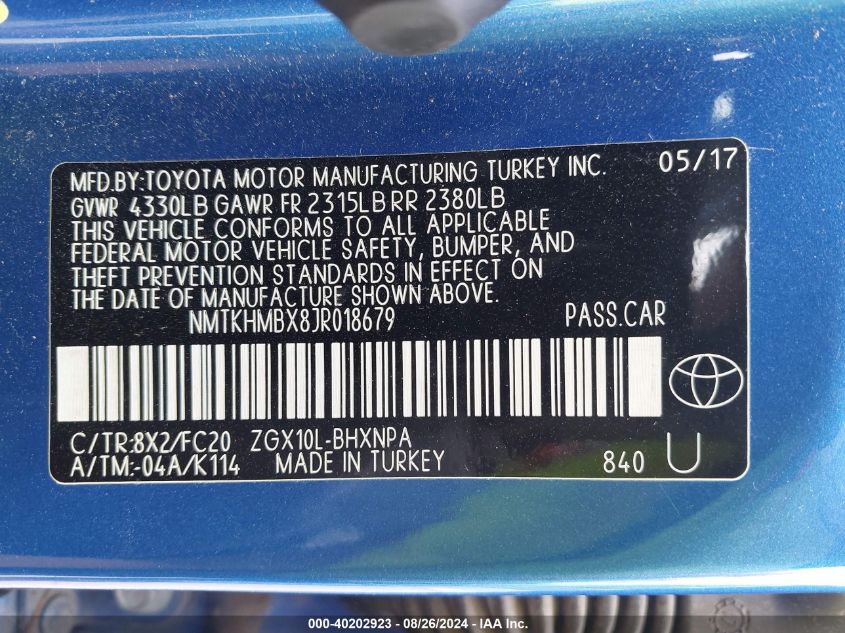 MFD.BY:TOYOTA MOTOR MANUFACTURING TURKEY INC. 05/17
GVWR 4330LB GAWR FR 2315LB RR 2380LB
THIS VEHICLE CONFORMS TO ALL APPLICABLE
FEDERAL MOTOR VEHICLE SAFETY, BUMPER, AND
THEFT PREVENTION STANDARDS IN EFFECT ON
THE DATE OF MANUFACTURE SHOWN ABOVE.
NMTKHMBX8JR018679 PASS.CAR
C/TR:8X2/FC20 ZGX10L-BHXNPA
A/TM:-04A/K114 MADE IN TURKEY 840 U
000-40202923 / 08/26/2024 - IAA, Inc.